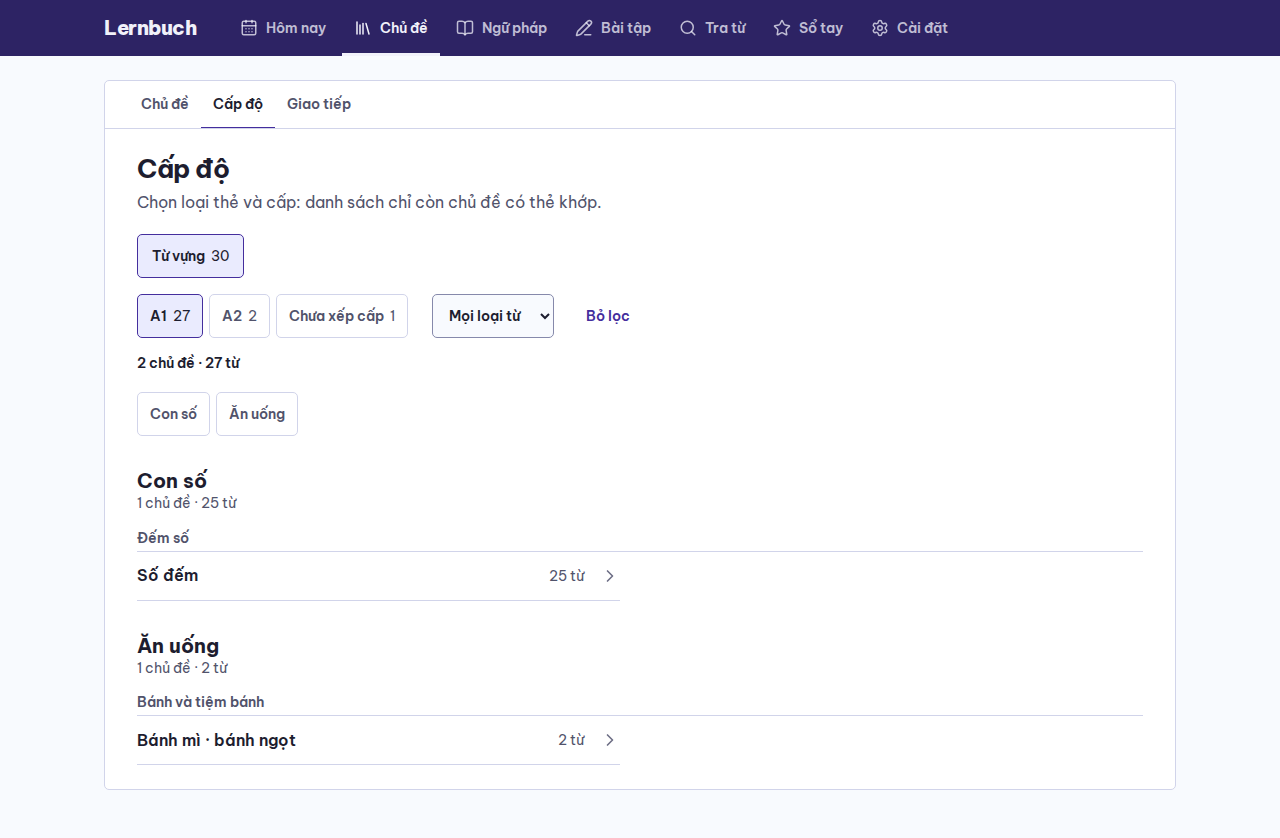 Lernbuch Hôm nay Chủ đề Ngữ pháp Bài tập Tra từ Sổ tay Cài đặt
Chủ đề Cấp độ Giao tiếp
Cấp độ
Chọn loại thẻ và cấp: danh sách chỉ còn chủ đề có thẻ khớp.
Từ vựng 30
A1 27 A2 2 Chưa xếp cấp 1 Mọi loại từ Bỏ lọc
2 chủ đề · 27 từ
Con số Ăn uống
Con số
1 chủ đề · 25 từ
Đếm số
Số đếm 25 từ
Ăn uống
1 chủ đề · 2 từ
Bánh và tiệm bánh
Bánh mì · bánh ngọt 2 từ